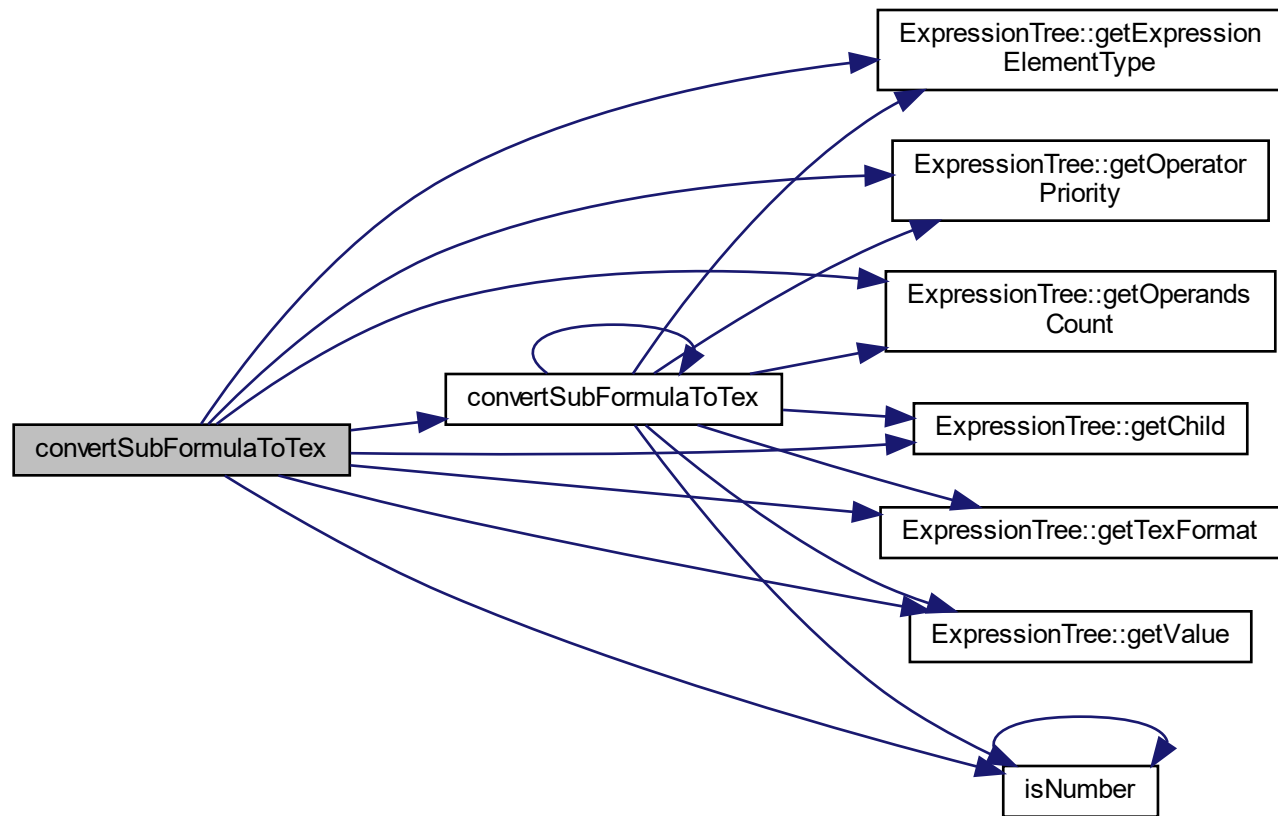 ExpressionTree::getExpression
ElementType
ExpressionTree::getOperator
Priority
ExpressionTree::getOperands
Count
convertSubFormulaToTex
ExpressionTree::getChild
convertSubFormulaToTex
ExpressionTree::getTexFormat
ExpressionTree::getValue
isNumber